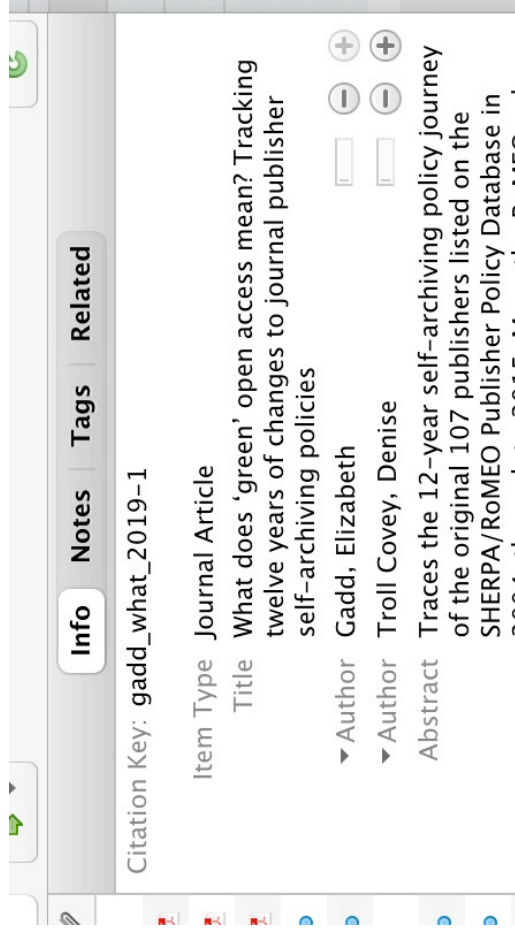 Info Notes Tags Related
Citation Key: gadd_what_2019-1
Item Type Journal Article
Title What does ‘green’ open access mean? Tracking
twelve years of changes to journal publisher
self-archiving policies
Author Gadd, Elizabeth
Author Troll Covey, Denise
Abstract Traces the 12-year self-archiving policy journey
of the original 107 publishers listed on the
SHERPA/RoMEO Publisher Policy Database in